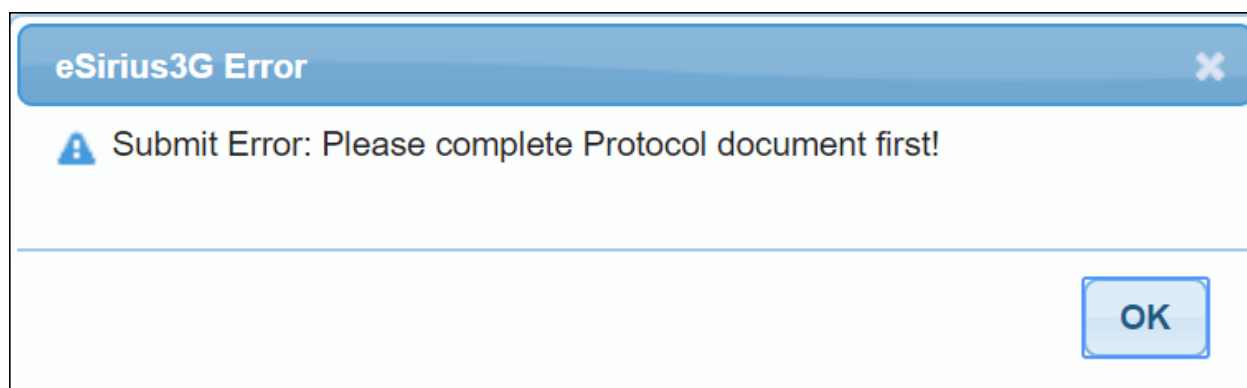 eSirius3G Error
Submit Error: Please complete Protocol document first!
OK